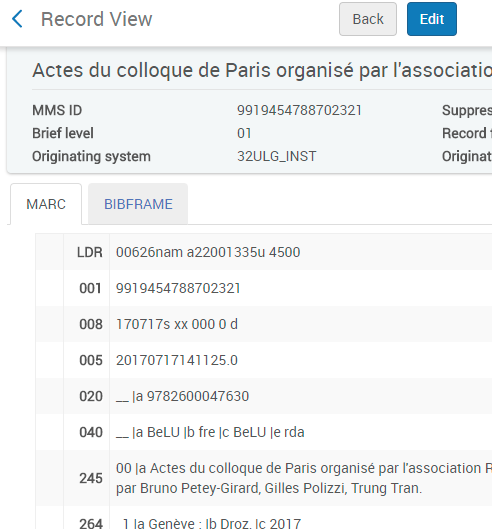 Record View Back Edit
Actes du colloque de Paris organisé par l'associatio
MMS ID 9919454788702321 Suppres
Brief level 01 Record
Originating system 32ULG_INST Originat
MARC BIBFRAME
LDR 00626nam a22001335u 4500
001 9919454788702321
008 170717s xx 000 0 d
005 20170717141125.0
020 __ |a 9782600047630
040 __ |a BeLU |b fre |c BeLU |e rda
245 00 |a Actes du colloque de Paris organisé par l'association R
par Bruno Petey-Girard, Gilles Polizzi, Trung Tran.
264 _1 |a Genève : |b Droz, |c 2017